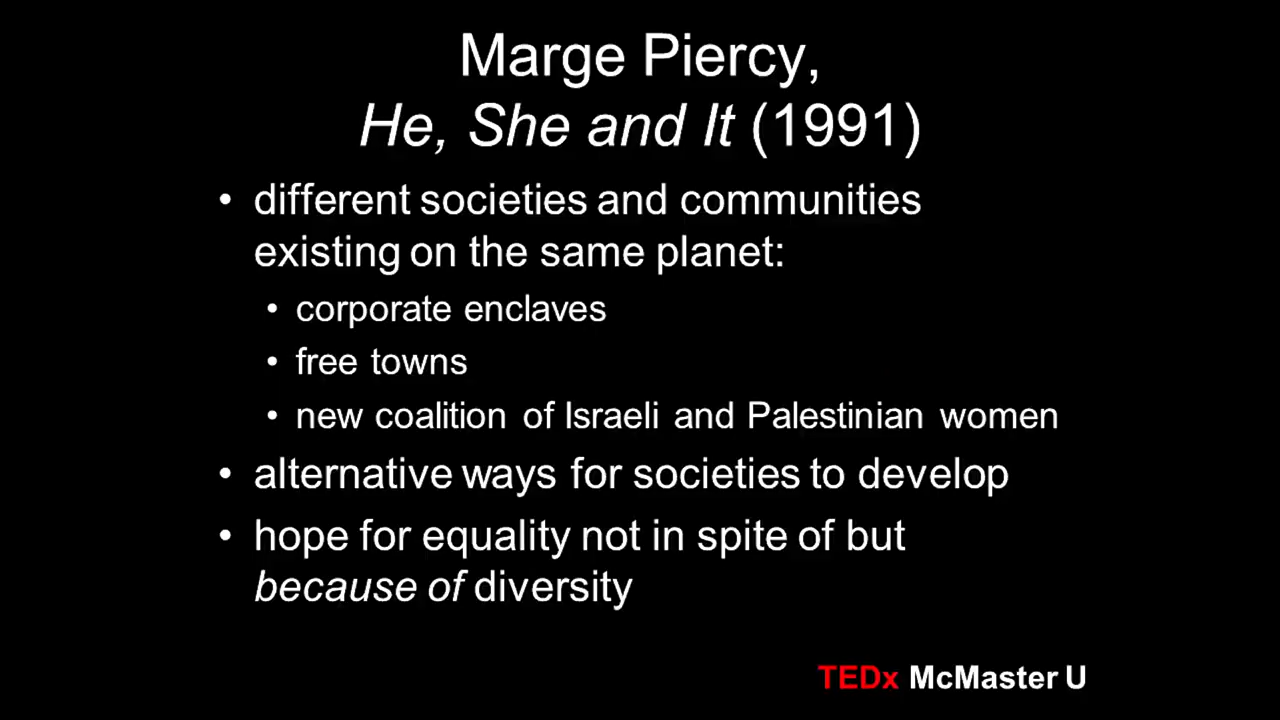 Marge Piercy,
He, She and It (1991)
• different societies and communities
existing on the same planet:
• corporate enclaves
• free towns
• new coalition of Israeli and Palestinian women
• alternative ways for societies to develop
• hope for equality not in spite of but
because of diversity
TEDx McMaster U